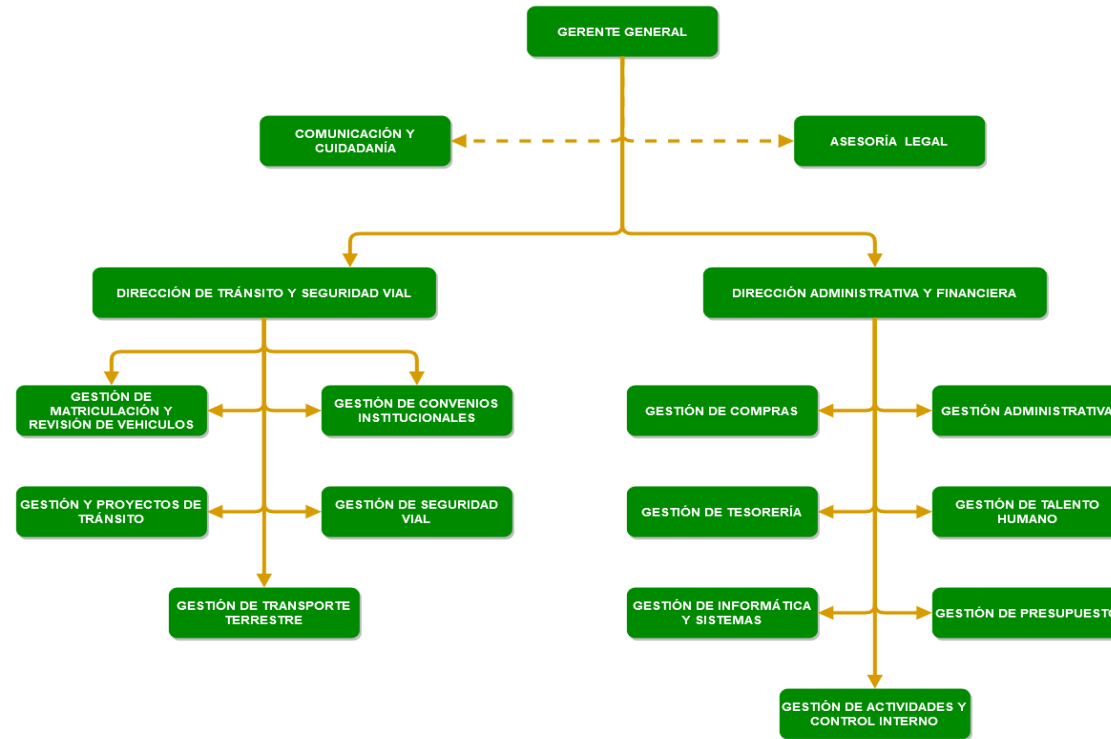 GERENTE GENERAL
COMUNICACIÓN Y
CUIDADANÍA
ASESORÍA LEGAL
DIRECCIÓN DE TRÁNSITO Y SEGURIDAD VIAL
DIRECCIÓN ADMINISTRATIVA Y FINANCIERA
GESTIÓN DE
MATRICULACIÓN Y
REVISIÓN DE VEHICULOS
GESTIÓN DE CONVENIOS
INSTITUCIONALES
GESTIÓN DE COMPRAS
GESTIÓN ADMINISTRATIVA
GESTIÓN Y PROYECTOS DE
TRÁNSITO
GESTIÓN DE SEGURIDAD
VIAL
GESTIÓN DE TESORERÍA
GESTIÓN DE TALENTO
HUMANO
GESTIÓN DE TRANSPORTE
TERRESTRE
GESTIÓN DE INFORMÁTICA
Y SISTEMAS
GESTIÓN DE PRESUPUESTO
GESTIÓN DE ACTIVIDADES Y
CONTROL INTERNO